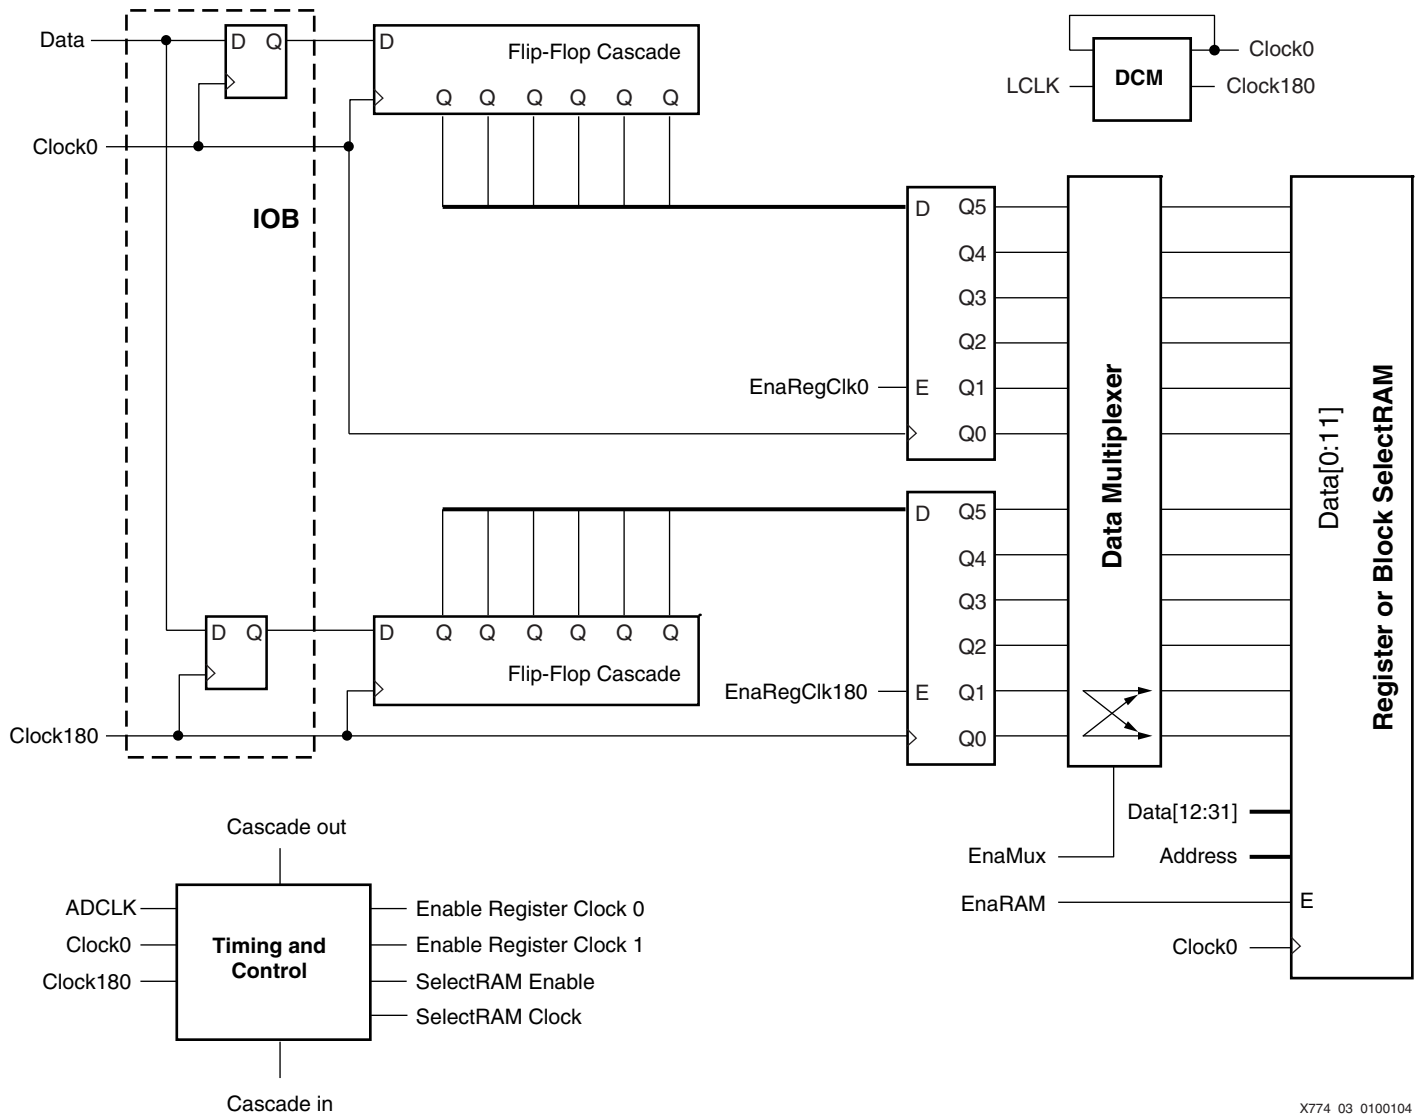 Data
D Q
D
Flip-Flop Cascade
Q Q Q Q Q Q
Clock0
IOB
DCM
LCLK
Clock0
Clock180
D Q5
Q4
Q3
Q2
EnaRegClk0
E Q1
Q0
D Q5
Q4
Q3
Q2
EnaRegClk180
E Q1
Q0
D Q
D Q Q Q Q Q Q
Flip-Flop Cascade
Clock180
Data Multiplexer
Data[0:11]
Register or Block SelectRAM
Data[12:31]
EnaMux
Address
EnaRAM
E
Clock0
Cascade out
ADCLK
Clock0
Clock180
Timing and
Control
Enable Register Clock 0
Enable Register Clock 1
SelectRAM Enable
SelectRAM Clock
Cascade in
X774_03_0100104